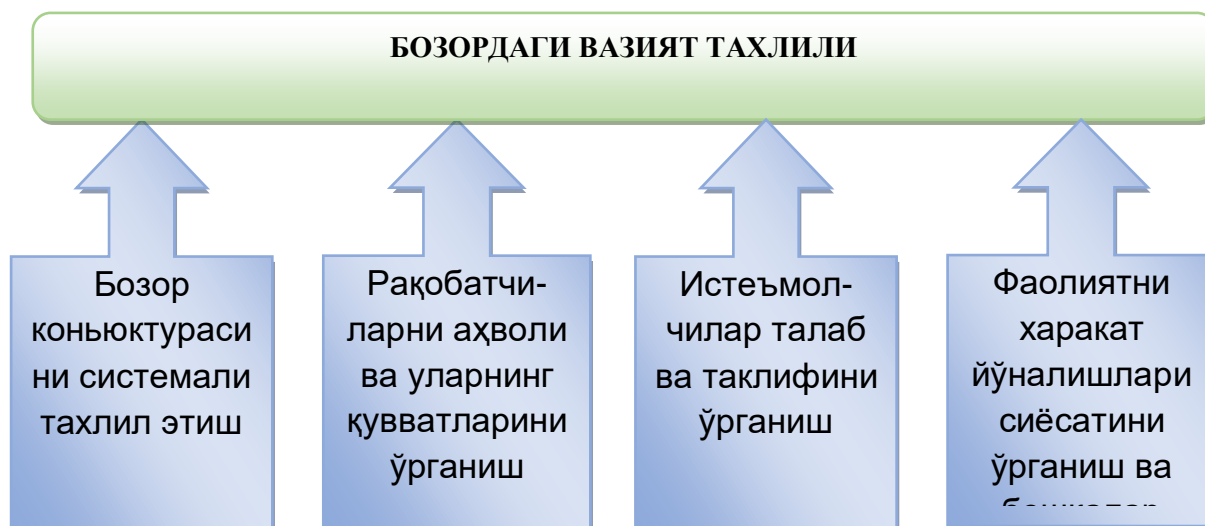 БОЗОРДАГИ ВАЗИЯТ ТАХЛИЛИ
Бозор
коньюктураси
ни системали
тахлил этиш
Рақобатчи-
ларни аҳволи
ва уларнинг
қувватларини
ўрганиш
Истеъмол-
чилар талаб
ва таклифини
ўрганиш
Фаолиятни
харакат
йўналишлари
сиёсатини
ўрганиш ва